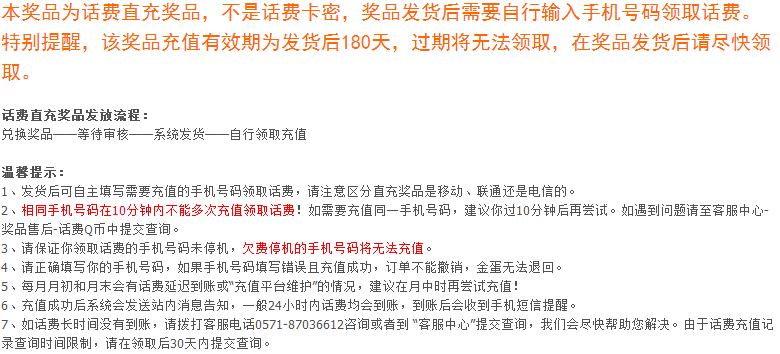 本奖品为话费直充奖品，不是话费卡密，奖品发货后需要自行输入手机号码领取话费。
特别提醒，该奖品充值有效期为发货后180天，过期将无法领取，在奖品发货后请尽快领
取。
话费直充奖品发放流程：
兑换奖品——等待审核——系统发货——自行领取充值
温馨提示：
1、发货后可自主填写需要充值的手机号码领取话费，请注意区分直充奖品是移动、联通还是电信的。
2、相同手机号码在10分钟内不能多次充值领取话费！如需要充值同一手机号码，建议你过10分钟后再尝试。如遇到问题请至客服中心-
奖品售后-话费Q币中提交查询。
3、请保证你领取话费的手机号码未停机，欠费停机的手机号码将无法充值。
4、请正确填写你的手机号码，如果手机号码填写错误且充值成功，订单不能撤销，金蛋无法退回。
5、每月月初和月末会有话费延迟到账或“充值平台维护”的情况，建议在月中时再尝试充值！
6、充值成功后系统会发送站内消息告知，一般24小时内话费均会到账，到账后会收到手机短信提醒。
7、如话费长时间没有到账，请拨打客服电话0571-87036612咨询或者到 “客服中心”提交查询，我们会尽快帮助您解决。由于话费充值记
录查询时间限制，请在领取后30天内提交查询。